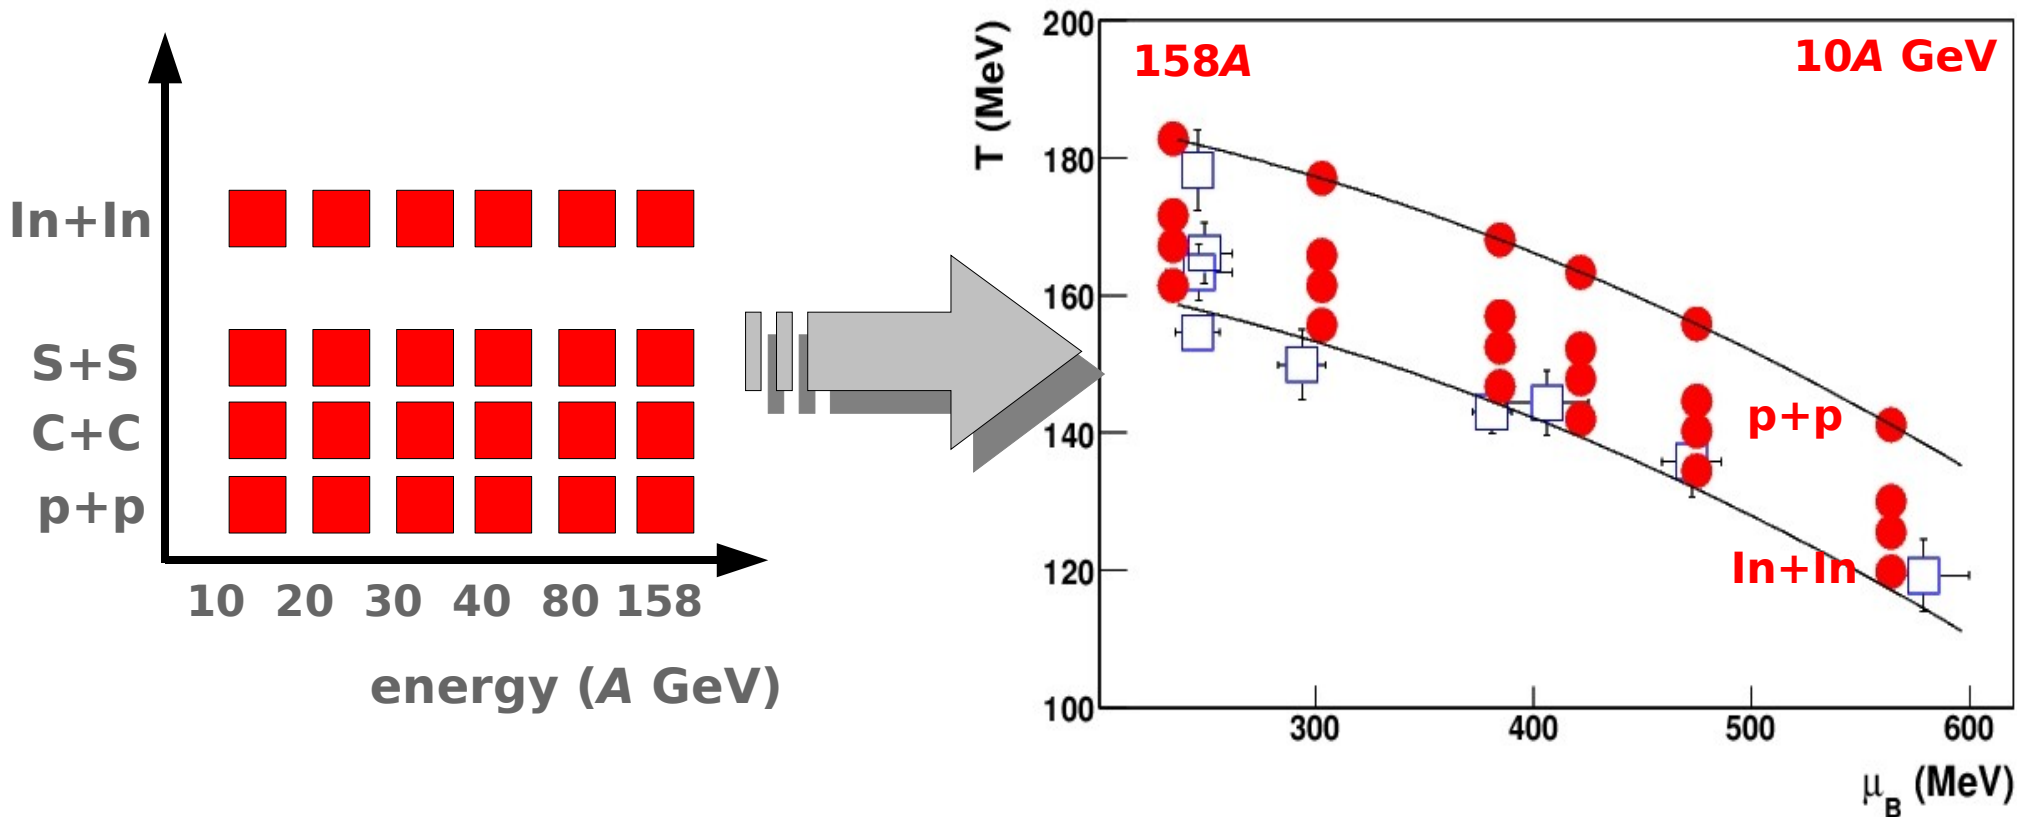 In+In
S+S
C+C
p+p
10 20 30 40 80 158
energy (A GeV)
T (MeV)
200
180
160
140
120
100
158A
10A GeV
p+p
In+In
300 400 500 600
μB (MeV)